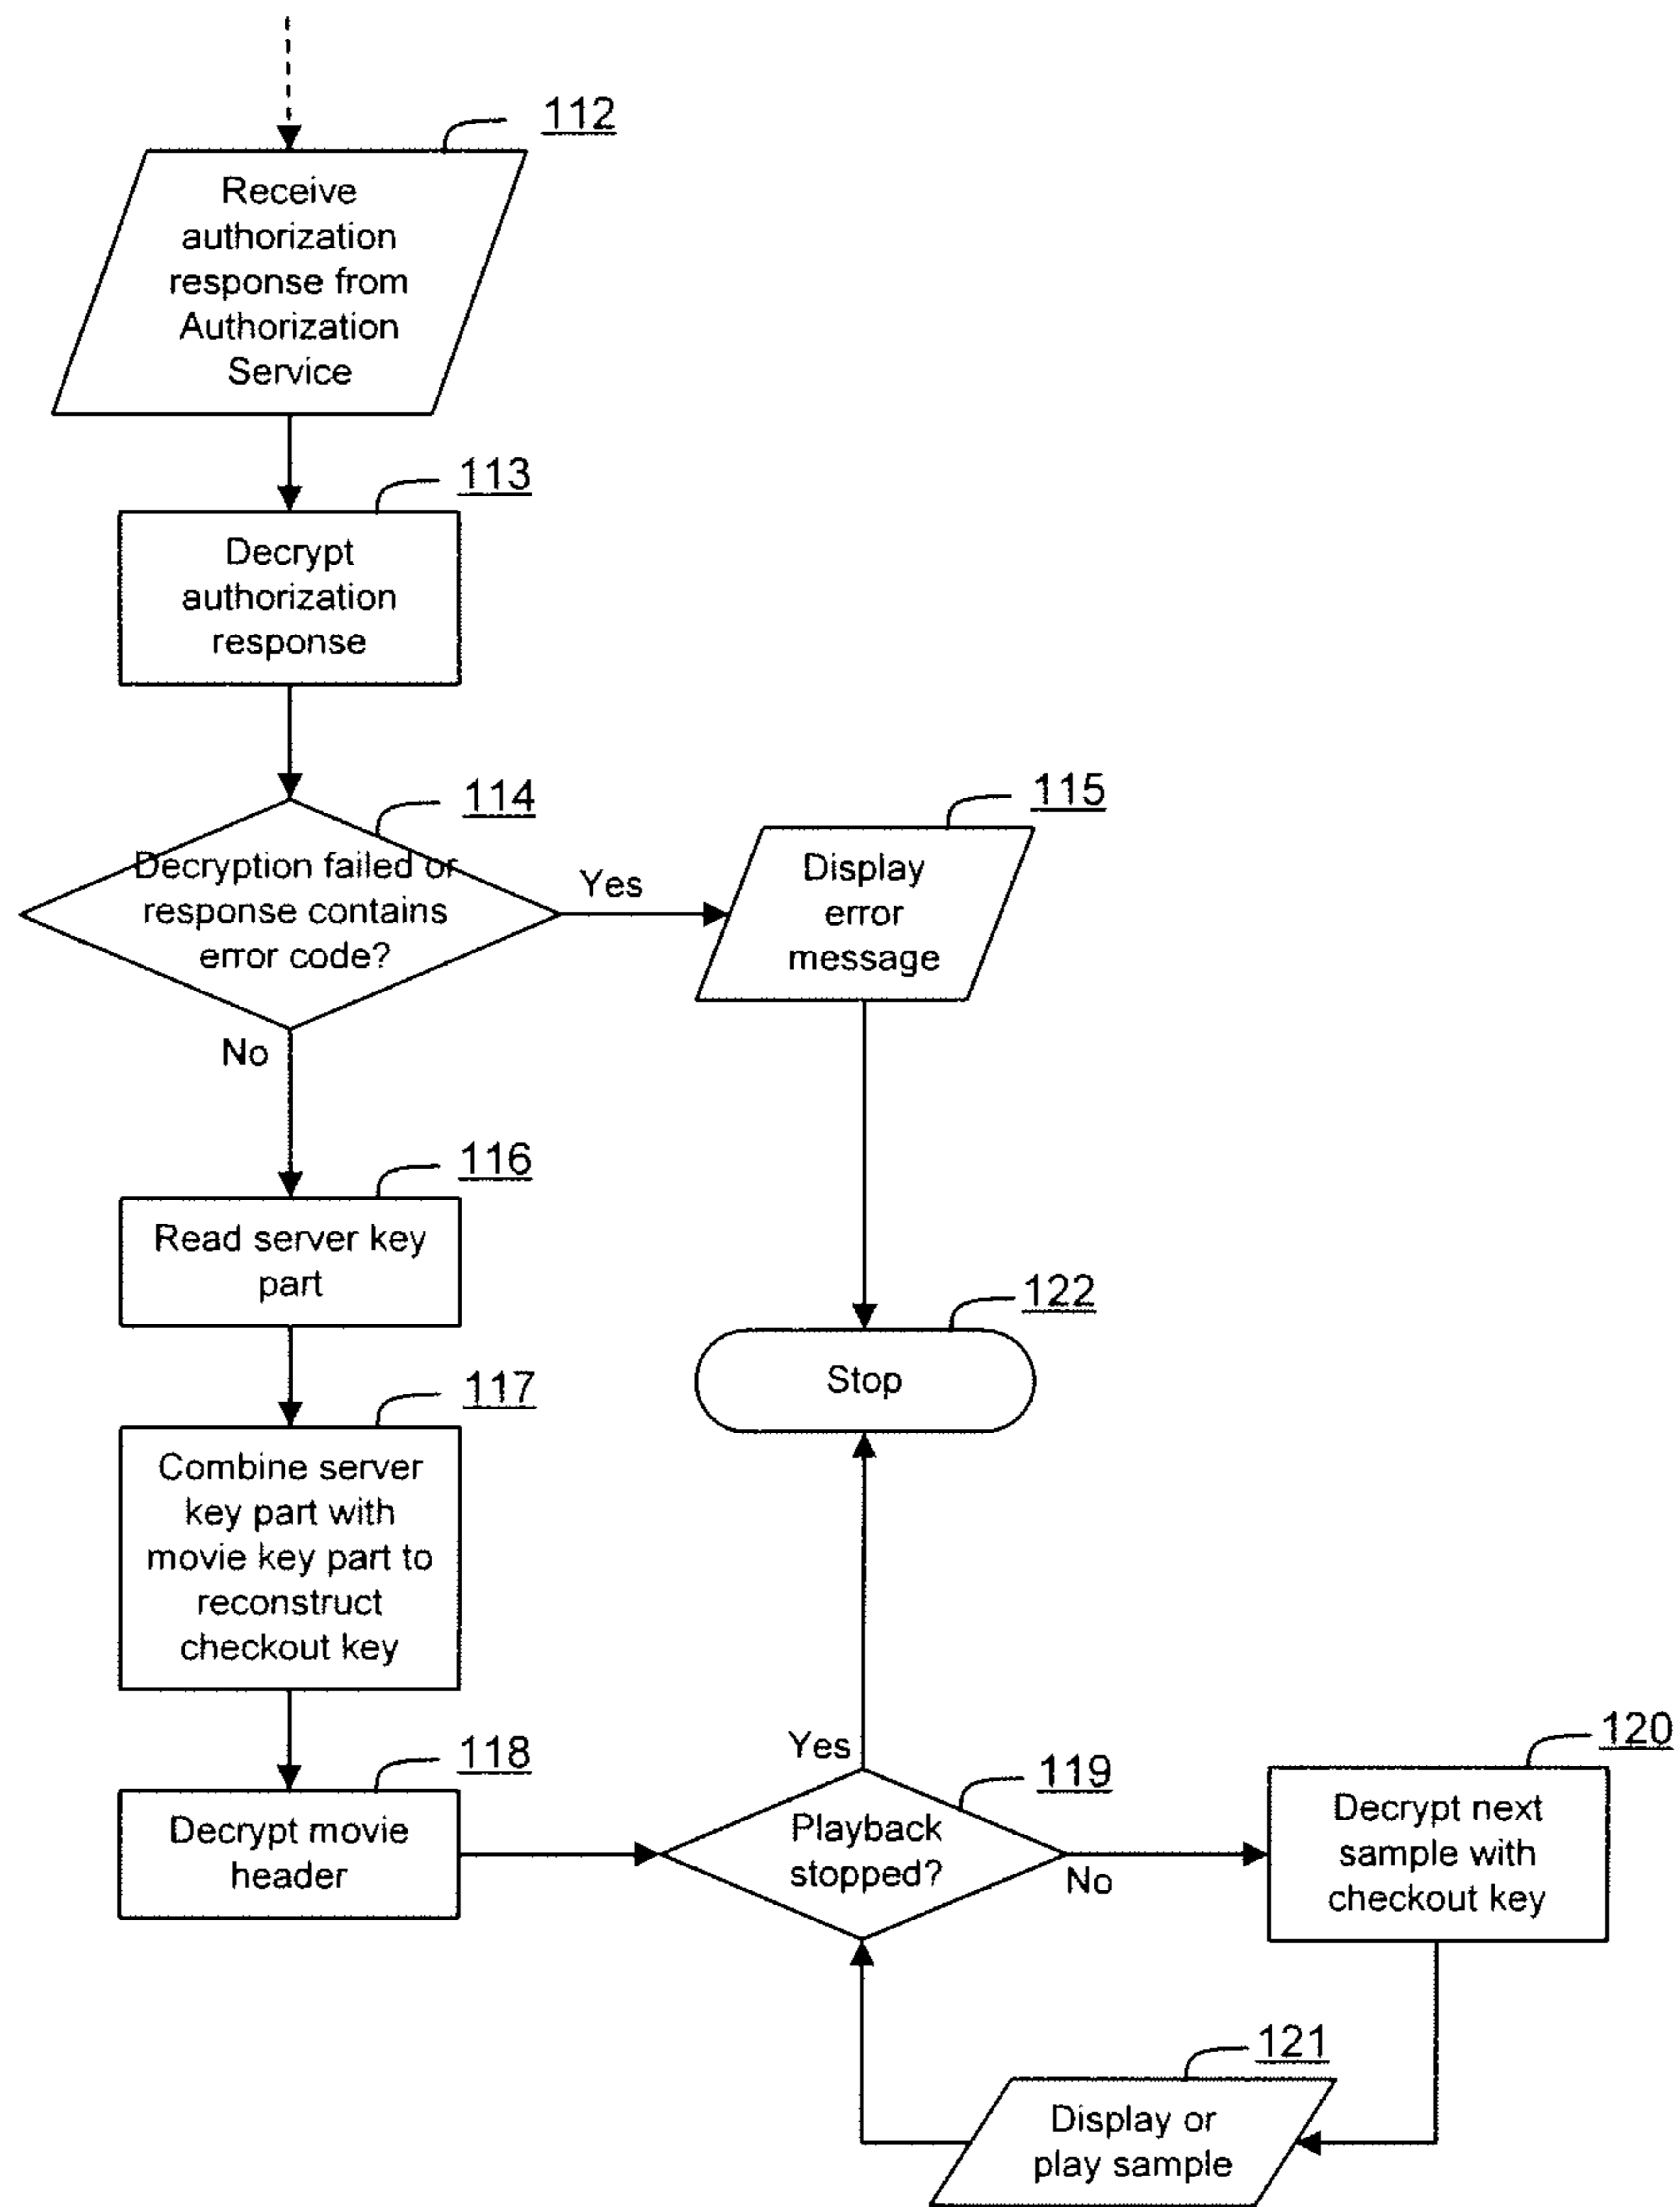 112
Receive
authorization
response from
Authorization
Service
113
Decrypt
authorization
response
114
Decryption failed or
response contains
error code?
Yes
No
115
Display
error
message
116
Read server key
part
122
Stop
117
Combine server
key part with
movie key part to
reconstruct
checkout key
118
Decrypt movie
header
Yes
119
Playback
stopped?
No
120
Decrypt next
sample with
checkout key
121
Display or
play sample